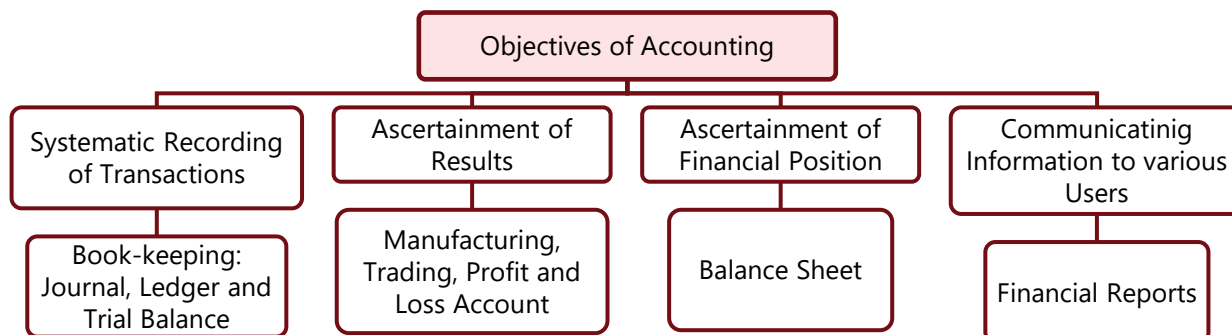 Objectives of Accounting
Systematic Recording
of Transactions
Ascertainment of
Results
Ascertainment of
Financial Position
Communicatinig
Information to various
Users
Book-keeping:
Journal, Ledger and
Trial Balance
Manufacturing,
Trading, Profit and
Loss Account
Balance Sheet
Financial Reports